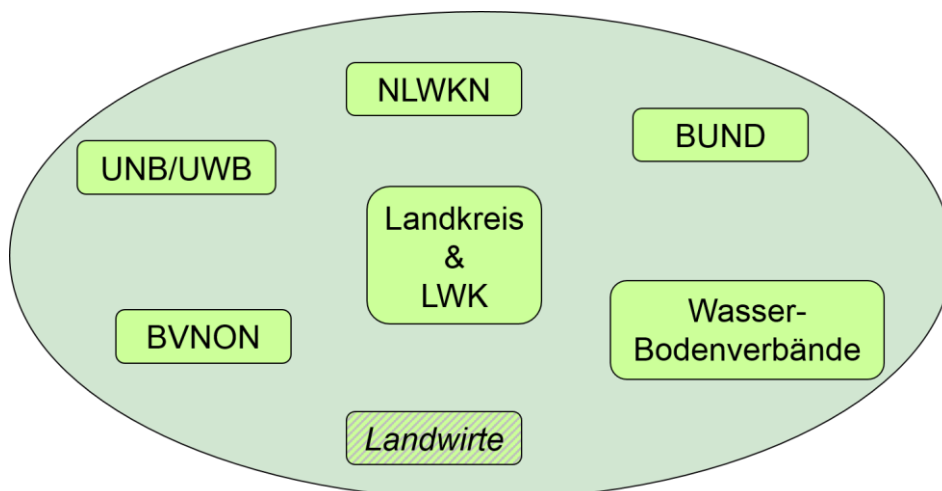 NLWKN
BUND
UNB/UWB
Landkreis
&
LWK
Wasser-
Bodenverbände
BVNON
Landwirte